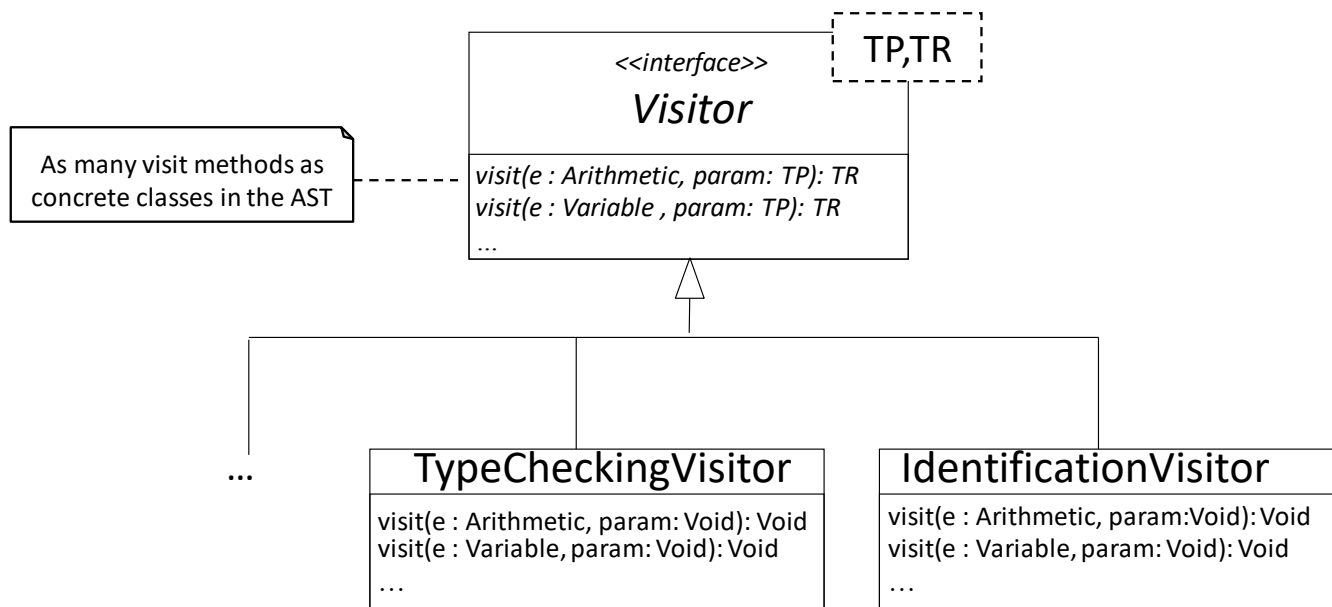 TP,TR
<<interface>>
Visitor
As many visit methods as
concrete classes in the AST
visit(e : Arithmetic, param: TP): TR
visit(e : Variable , param: TP): TR
...
...
TypeCheckingVisitor
visit(e : Arithmetic, param: Void): Void
visit(e : Variable, param: Void): Void
...
IdentificationVisitor
visit(e : Arithmetic, param:Void): Void
visit(e : Variable, param: Void): Void
...